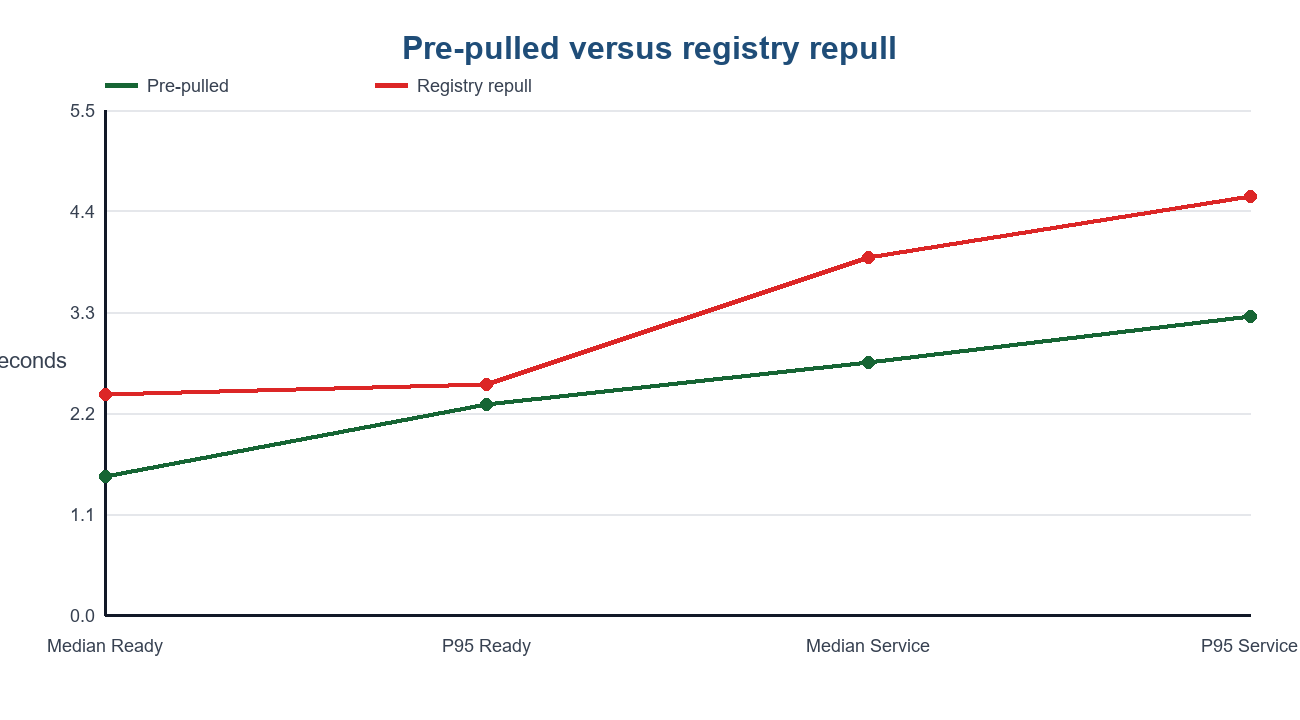 Pre-pulled versus registry repull
Pre-pulled
Registry repull
5.5
4.4
3.3
econds
2.2
1.1
0.0
Median Ready
P95 Ready
Median Service
P95 Service